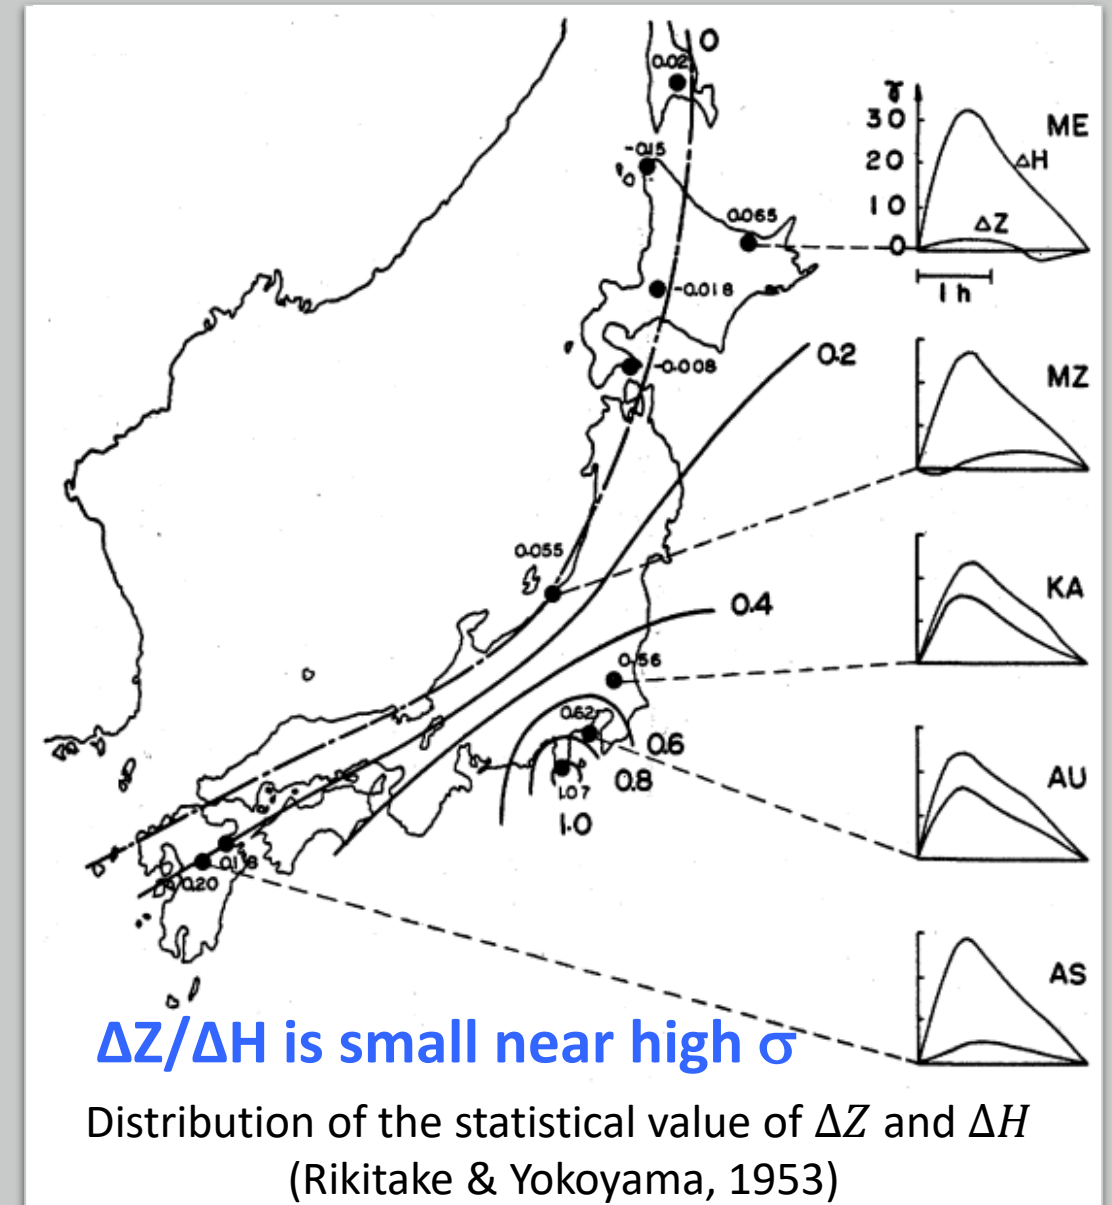 0
0.02
-0.15
0.065
-0.018
-0.008
0.2
0.055
0.4
0.56
0.62
0.6
0.8
1.07
1.0
0.18
0.20
γ
30
20
10
0
ME
ΔH
ΔZ
1 h
MZ
KA
AU
AS
ΔZ/ΔH is small near high σ
Distribution of the statistical value of Δ𝑍 and Δ𝐻
(Rikitake & Yokoyama, 1953)